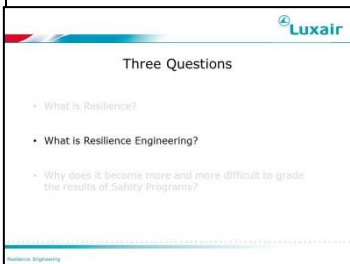 Luxair
Three Questions
• What is Resilience?
• What is Resilience Engineering?
• Why does it become more and more difficult to grade
the results of Safety Programs?
Resilience Engineering